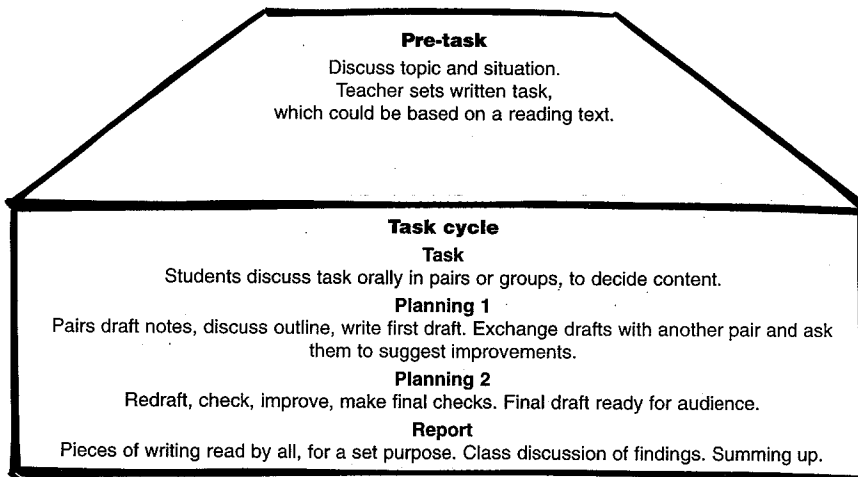 Pre-task
Discuss topic and situation.
Teacher sets written task,
which could be based on a reading text.
Task cycle
Task
Students discuss task orally in pairs or groups, to decide content.
Planning 1
Pairs draft notes, discuss outline, write first draft. Exchange drafts with another pair and ask
them to suggest improvements.
Planning 2
Redraft, check, improve, make final checks. Final draft ready for audience.
Report
Pieces of writing read by all, for a set purpose. Class discussion of findings. Summing up.